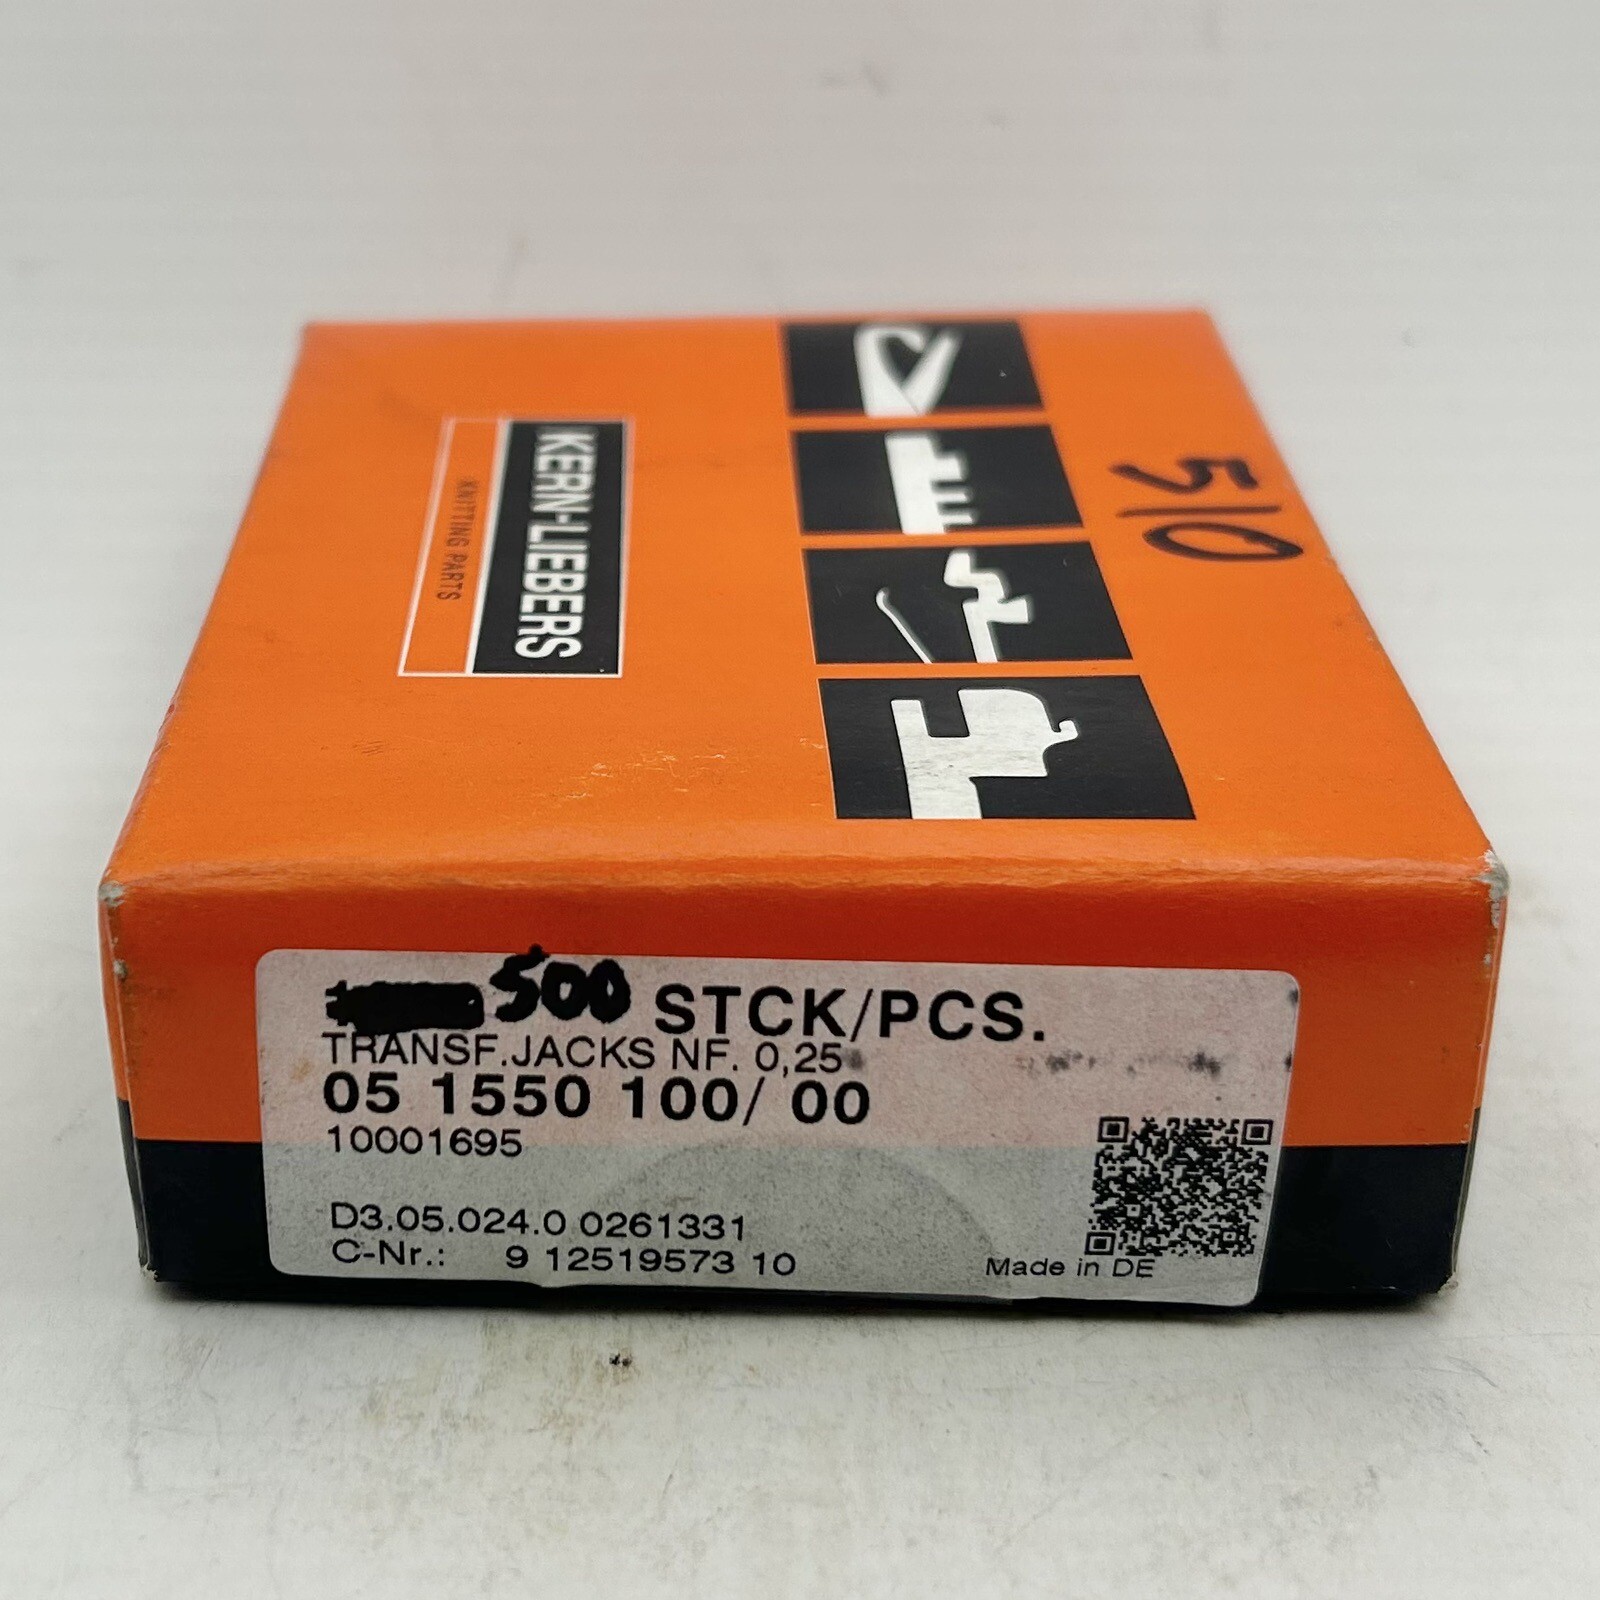 KERN-LIEBERS
KNITTING PARTS
510
500 STCK/PCS.
TRANSF.JACKS NF. 0,25
05 1550 100/ 00
10001695
D3.05.024.0 0261331
C-Nr.: 9 12519573 10
Made in DE